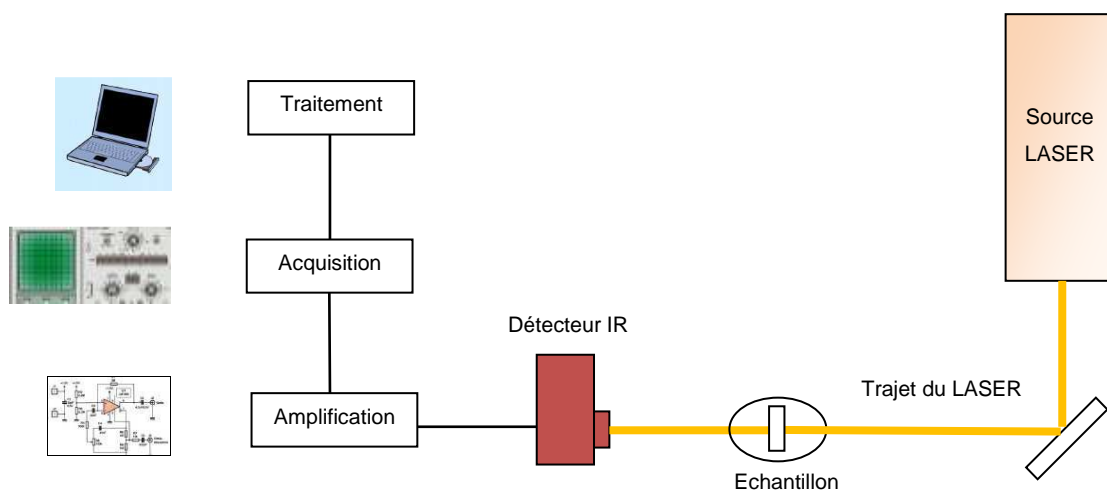 Traitement
Source
LASER
Acquisition
Détecteur IR
Trajet du LASER
Amplification
Echantillon